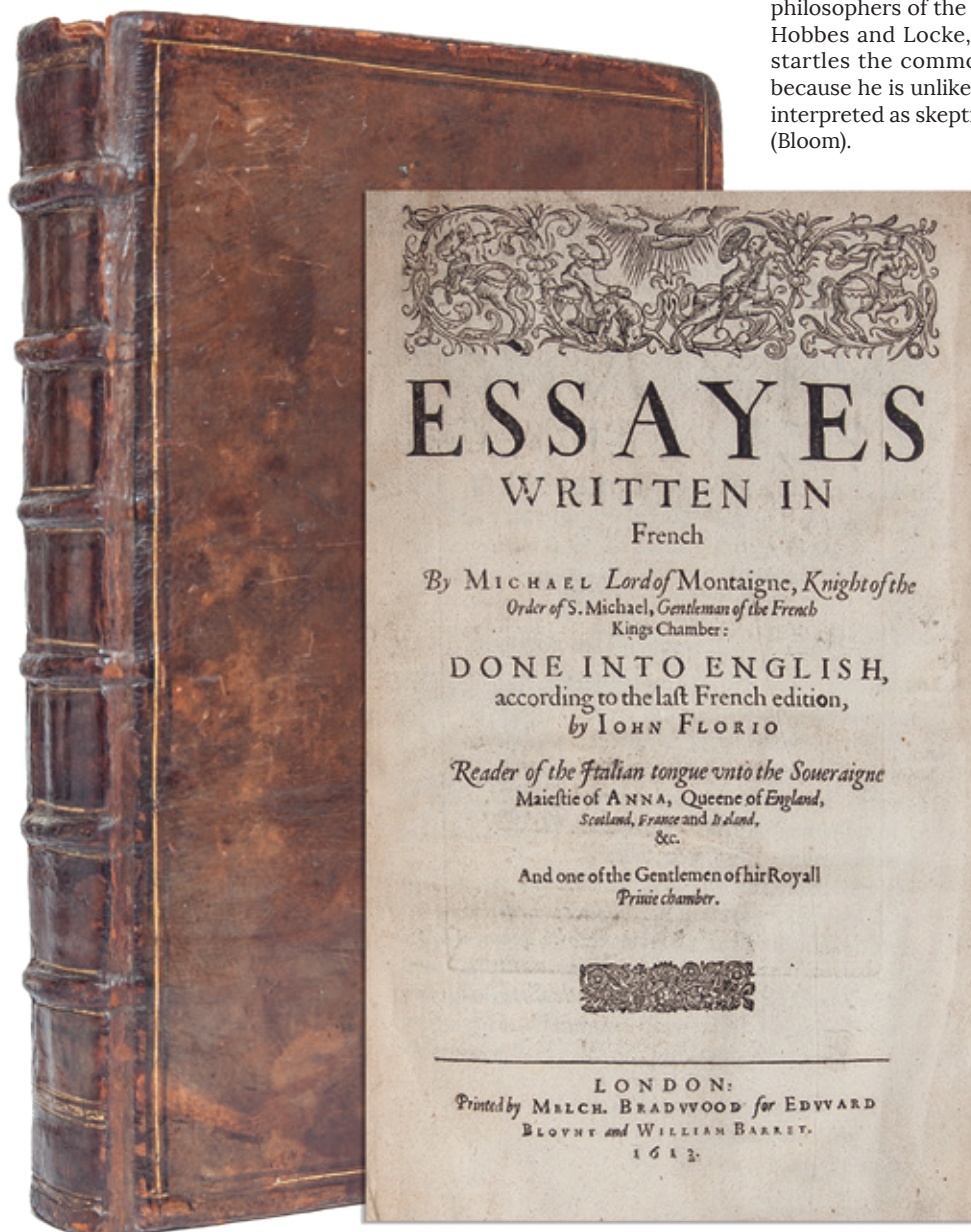 philosophers of the
Hobbes and Locke,
startles the commo
because he is unlike
interpreted as skepti
(Bloom).
ESSAYES
WRITTEN IN
French
By MICHAEL Lord of Montaigne, Knight of the
Order of S. Michael, Gentleman of the French
Kings Chamber:
DONE INTO ENGLISH,
according to the laſt French edition,
by IOHN FLORIO
Reader of the Italian tongue vnto the Soueraigne
Maieſtie of ANNA, Queene of England,
Scotland, France and Ireland,
&c.
And one of the Gentlemen of hir Royall
Priuie chamber.
LONDON:
Printed by MELCH. BRADVVOOD for EDVVARD
BLOVNT and WILLIAM BARRET.
1613.